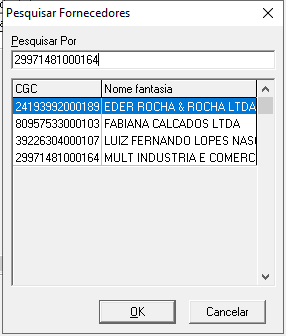 Pesquisar Fornecedores
Pesquisar Por
29971481000164
CGC Nome fantasia
24193992000189 EDER ROCHA & ROCHA LTDA
80957533000103 FABIANA CALCADOS LTDA
39226304000107 LUIZ FERNANDO LOPES NAS
29971481000164 MULT INDUSTRIA E COMERC
OK Cancelar